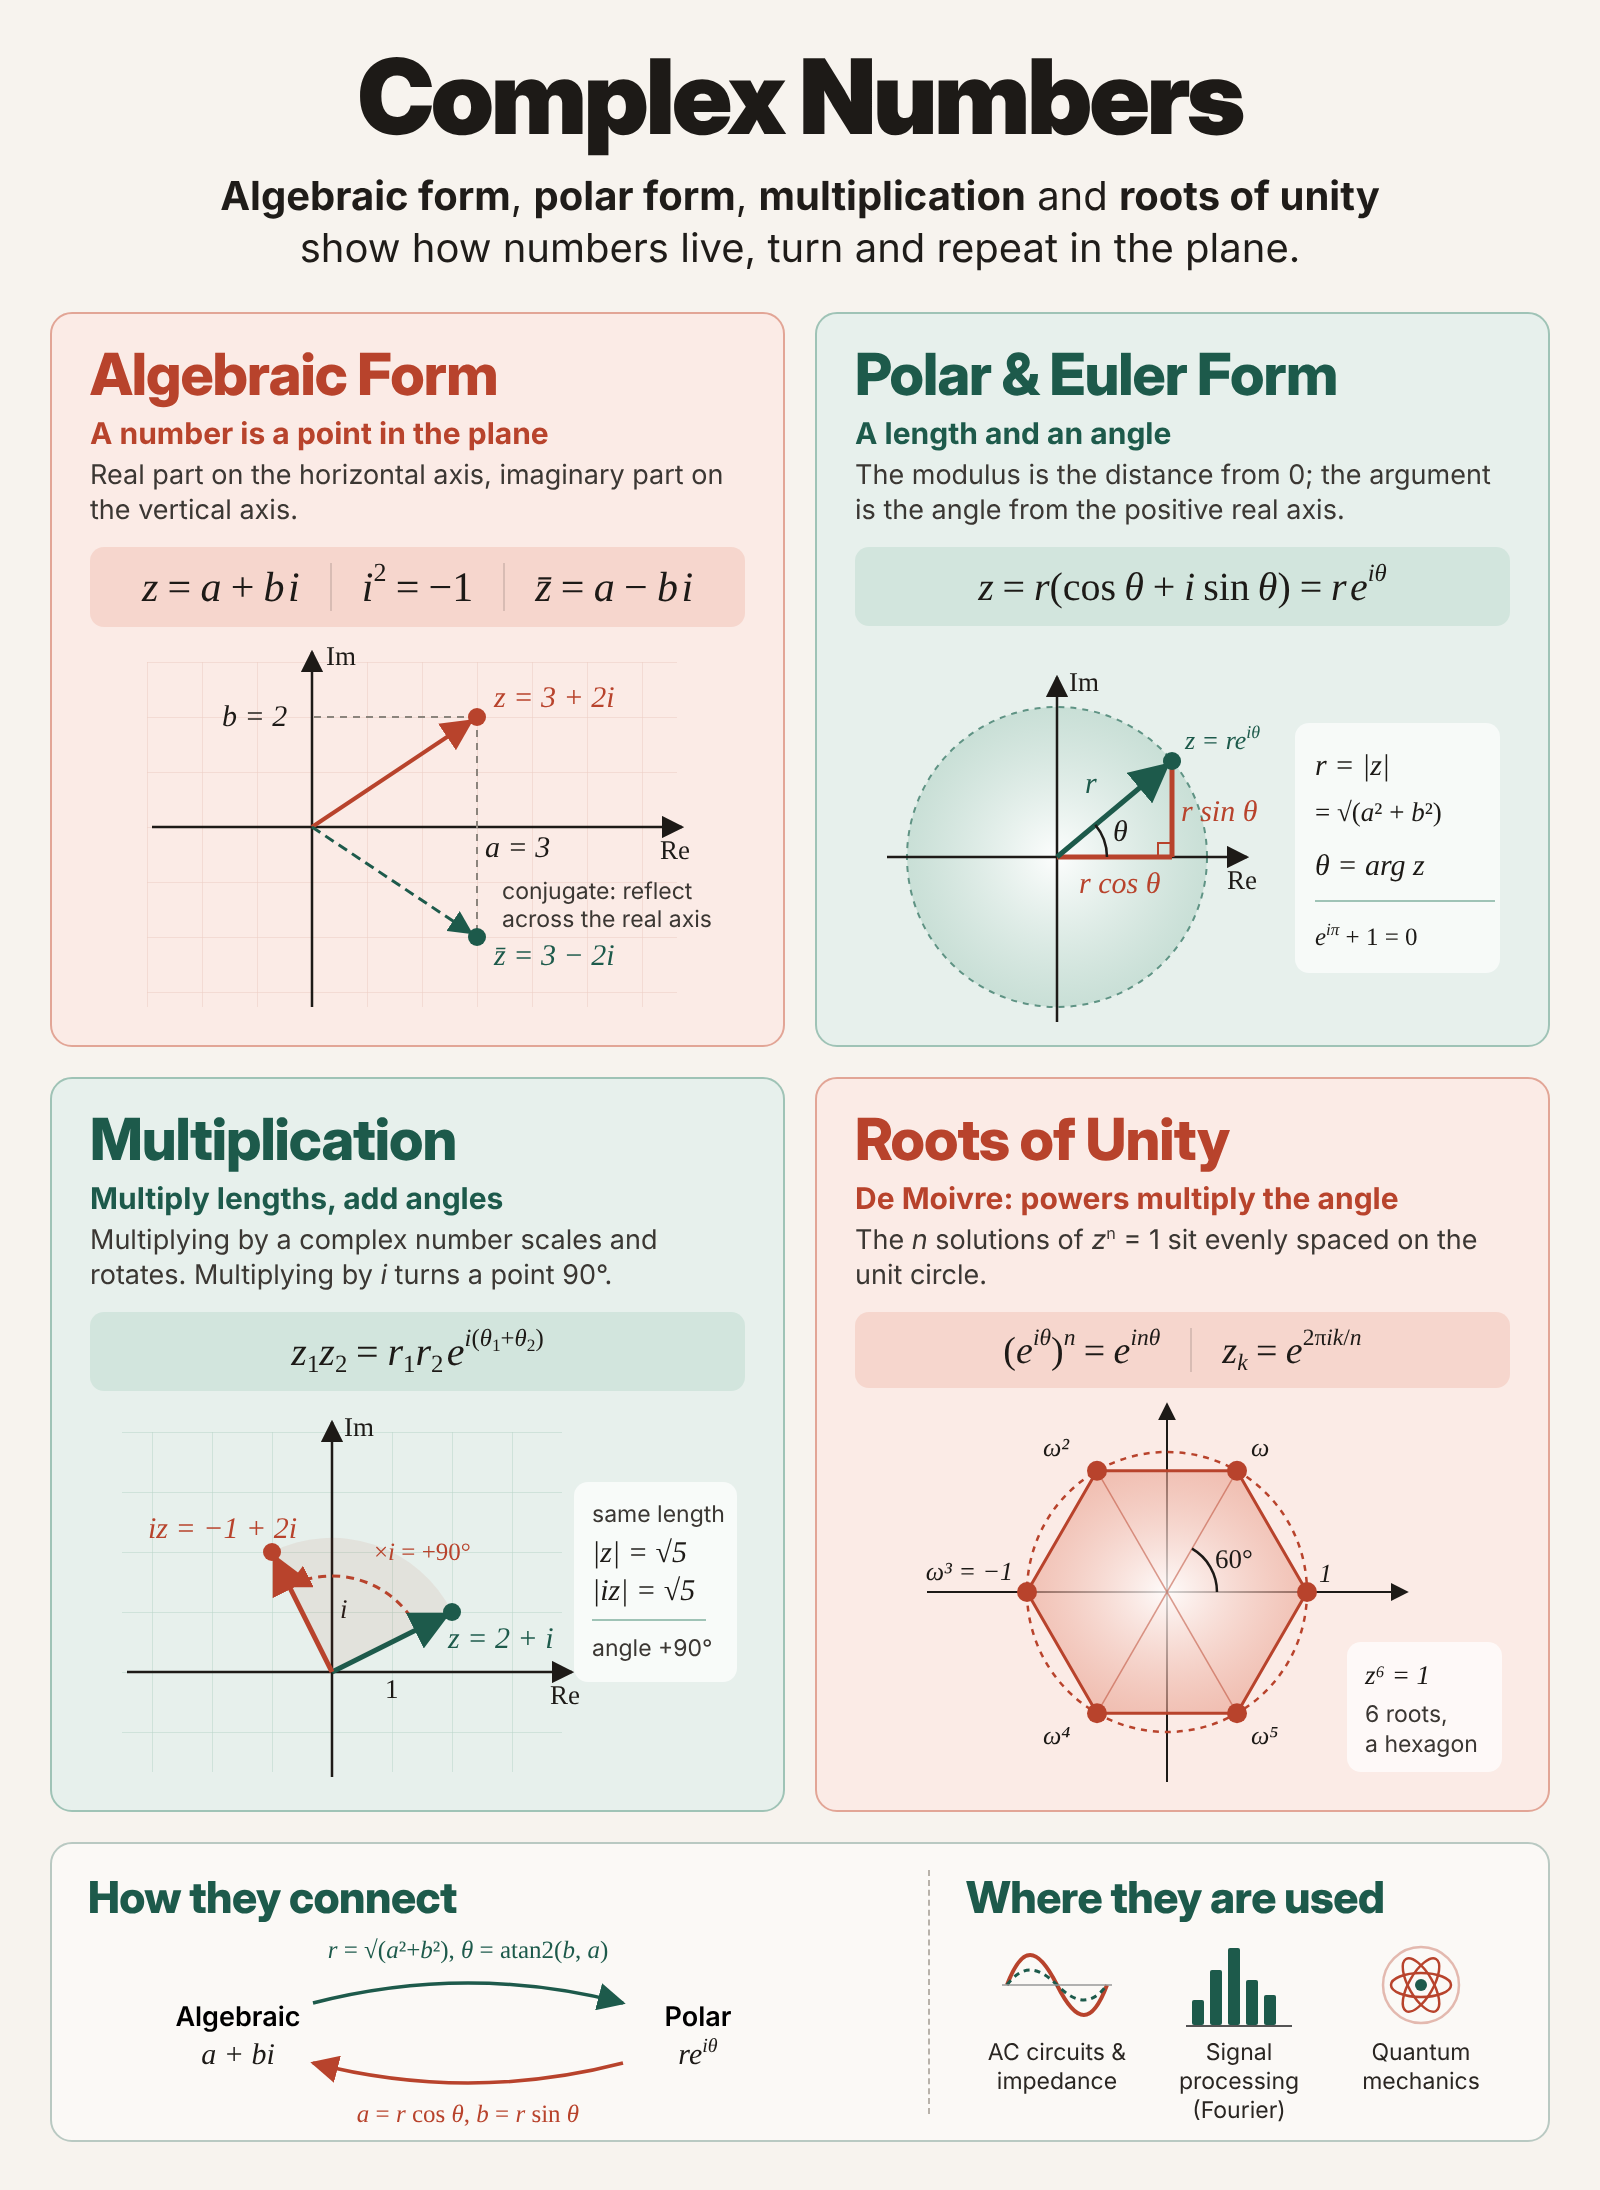 Complex Numbers
Algebraic form, polar form, multiplication and roots of unity
show how numbers live, turn and repeat in the plane.
Algebraic Form
A number is a point in the plane
Real part on the horizontal axis, imaginary part on
the vertical axis.
z = a + bi | i² = −1 | z̄ = a − bi
Im
b = 2
z = 3 + 2i
a = 3
Re
conjugate: reflect
across the real axis
z̄ = 3 − 2i
Polar & Euler Form
A length and an angle
The modulus is the distance from 0; the argument
is the angle from the positive real axis.
z = r(cos θ + i sin θ) = re^{iθ}
Im
z = re^{iθ}
r
r sin θ
θ
r cos θ
Re
r = |z|
= √(a² + b²)
θ = arg z
e^{iπ} + 1 = 0
Multiplication
Multiply lengths, add angles
Multiplying by a complex number scales and
rotates. Multiplying by i turns a point 90°.
z₁z₂ = r₁r₂e^{i(θ₁+θ₂)}
Im
iz = −1 + 2i
×i = +90°
i
z = 2 + i
1
Re
same length
|z| = √5
|iz| = √5
angle +90°
Roots of Unity
De Moivre: powers multiply the angle
The n solutions of zⁿ = 1 sit evenly spaced on the
unit circle.
(e^{iθ})ⁿ = e^{inθ} | z_k = e^{2πik/n}
ω²
ω
60°
ω³ = −1
1
ω⁴
ω⁵
z⁶ = 1
6 roots,
a hexagon
How they connect
r = √(a²+b²), θ = atan2(b, a)
Algebraic
a + bi
Polar
re^{iθ}
a = r cos θ, b = r sin θ
Where they are used
AC circuits &
impedance
Signal
processing
(Fourier)
Quantum
mechanics